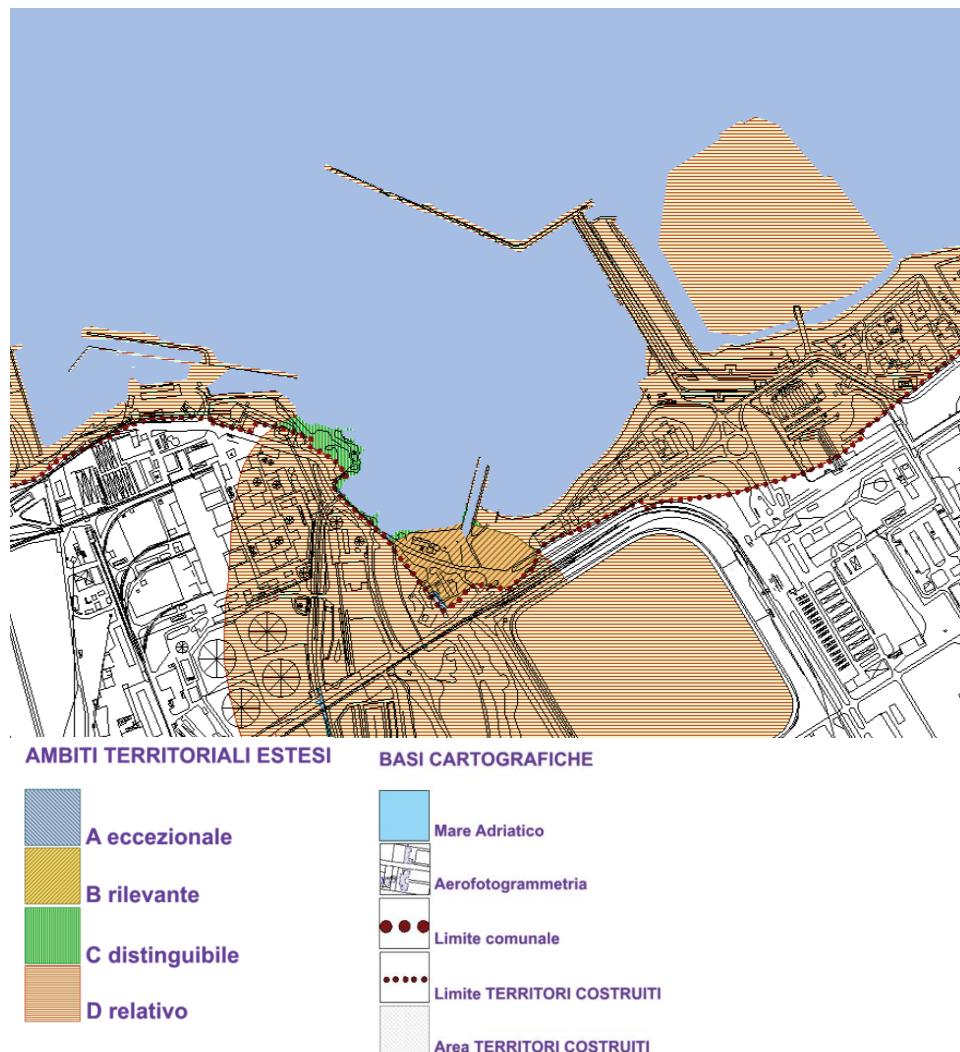 AMBITI TERRITORIALI ESTESI
A eccezionale
B rilevante
C distinguibile
D relativo
BASI CARTOGRAFICHE
Mare Adriatico
Aerofotogrammetria
Limite comunale
Limite TERRITORI COSTRUITI
Area TERRITORI COSTRUITI